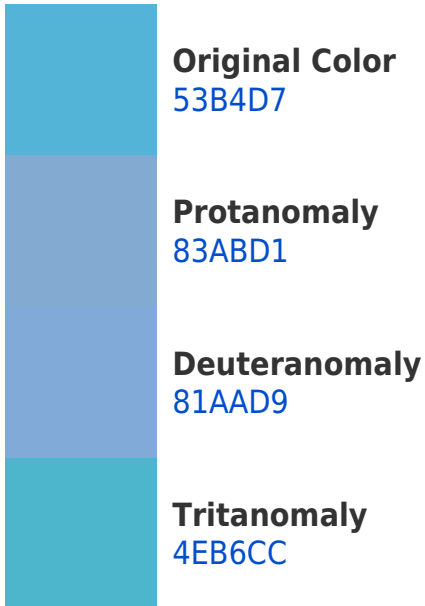 Original Color
53B4D7
Protanomaly
83ABD1
Deuteranomaly
81AAD9
Tritanomaly
4EB6CC